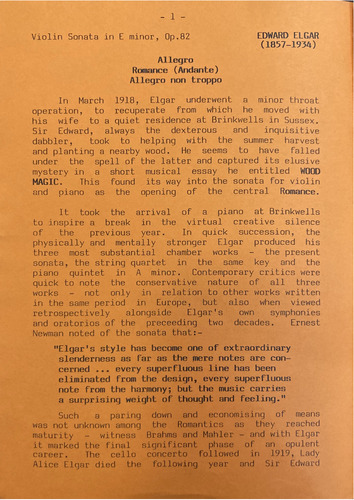 - 1 -
Violin Sonata in E minor, Op.82 EDWARD ELGAR
(1857-1934)
Allegro
Romance (Andante)
Allegro non troppo
In March 1918, Elgar underwent a minor throat
operation, to recuperate from which he moved with
his wife to a quiet residence at Brinkwells in Sussex.
Sir Edward, always the dexterous and inquisitive
dabbler, took to helping with the summer harvest
and planting a nearby wood. He seems to have fallen
under the spell of the latter and captured its elusive
mystery in a short musical essay he entitled WOOD
MAGIC. This found its way into the sonata for violin
and piano as the opening of the central Romance.
It took the arrival of a piano at Brinkwells
to inspire a break in the virtual creative silence
of the previous year. In quick succession, the
physically and mentally stronger Elgar produced his
three most substantial chamber works - the present
sonata, the string quartet in the same key and the
piano quintet in A minor. Contemporary critics were
quick to note the conservative nature of all three
works - not only in relation to other works written
in the same period in Europe, but also when viewed
retrospectively alongside Elgar's own symphonies
and oratorios of the preceeding two decades. Ernest
Newman noted of the sonata that:-
"Elgar's style has become one of extraordinary
slenderness as far as the mere notes are con-
cerned ... every superfluous line has been
eliminated from the design, every superfluous
note from the harmony; but the music carries
a surprising weight of thought and feeling."
Such a paring down and economising of means
was not unknown among the Romantics as they reached
maturity - witness Brahms and Mahler - and with Elgar
it marked the final significant phase of an opulent
career. The cello concerto followed in 1919, Lady
Alice Elgar died the following year and Sir Edward